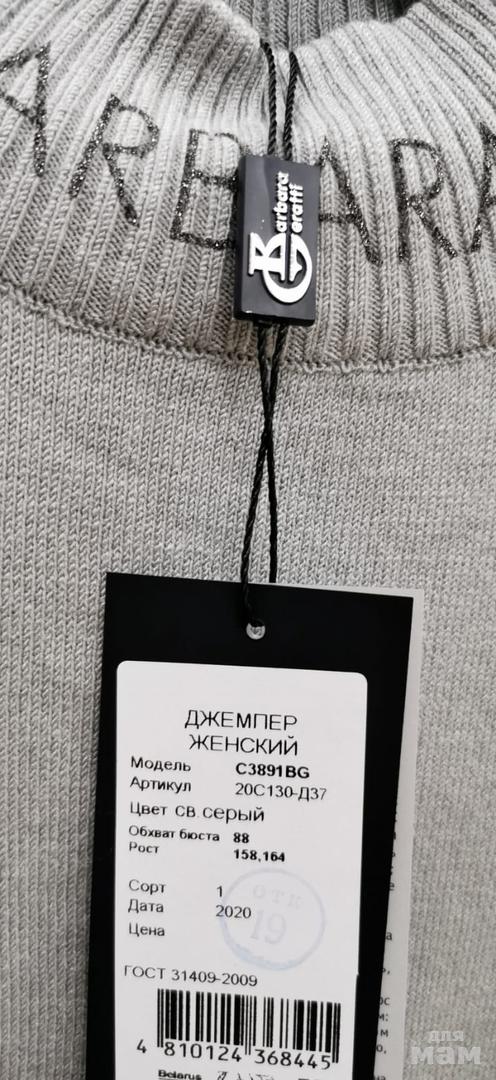 ARBARA
Barbara
Geratti
ДЖЕМПЕР
ЖЕНСКИЙ
Модель C3891BG
Артикул 20С130-Д37
Цвет св.серый
Обхват бюста 88
Рост 158,164
Сорт 1
Дата 2020
Цена
ОТК
19
ГОСТ 31409-2009
4 810124 368445
Belarus
для
мам